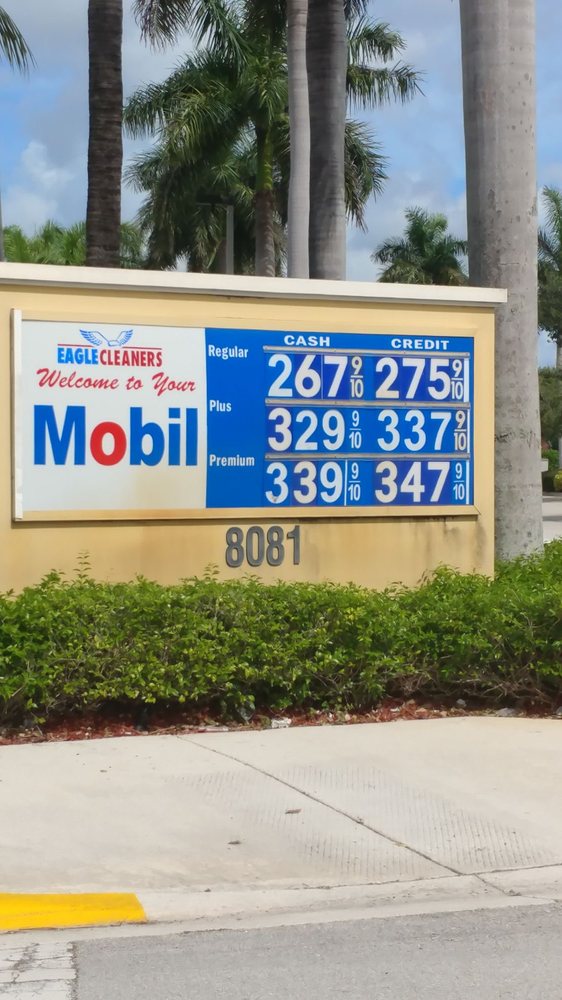 EAGLE CLEANERS
Welcome to Your
Mobil
CASH CREDIT
Regular 267 9/10 275 9/10
Plus 329 9/10 337 9/10
Premium 339 9/10 347 9/10
8081